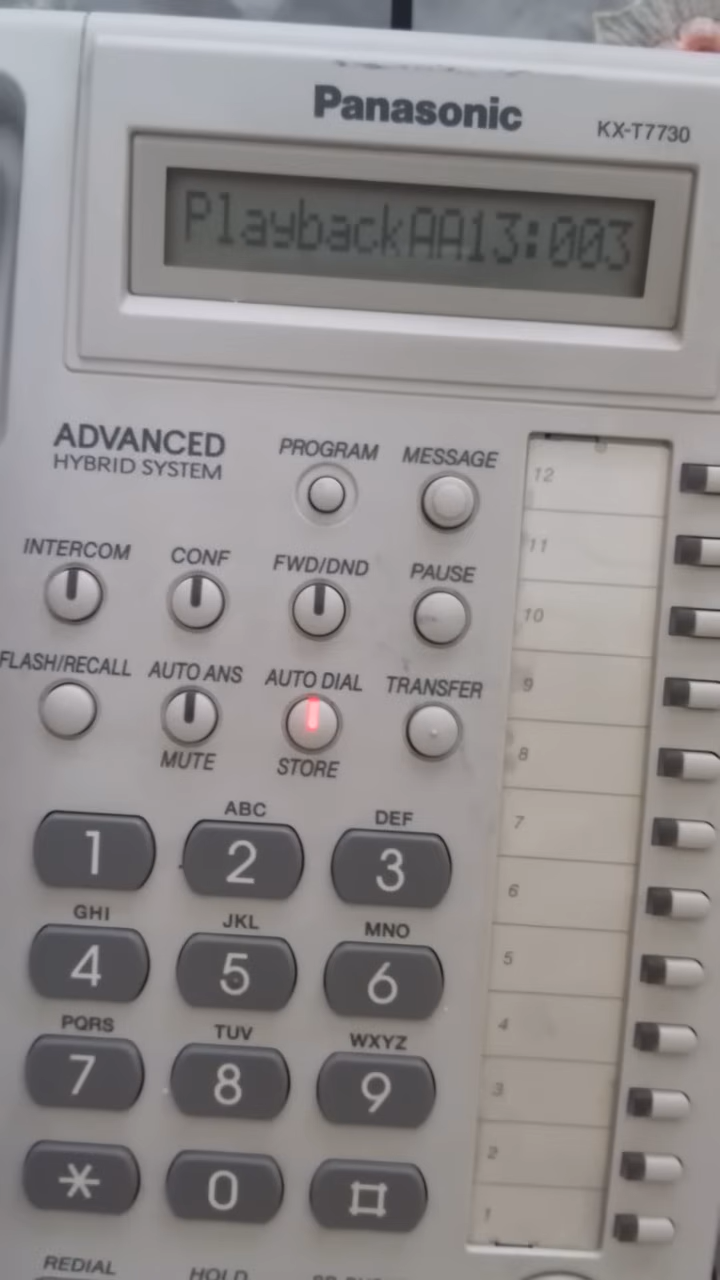 Panasonic
KX-T7730
PlaybackAA13:003
ADVANCED
HYBRID SYSTEM
PROGRAM MESSAGE
INTERCOM CONF FWD/DND PAUSE
FLASH/RECALL AUTO ANS AUTO DIAL TRANSFER
MUTE STORE
12
11
10
9
8
7
6
5
4
3
2
1
ABC DEF
1 2 3
GHI JKL MNO
4 5 6
PQRS TUV WXYZ
7 8 9
* 0 #
REDIAL HOLD